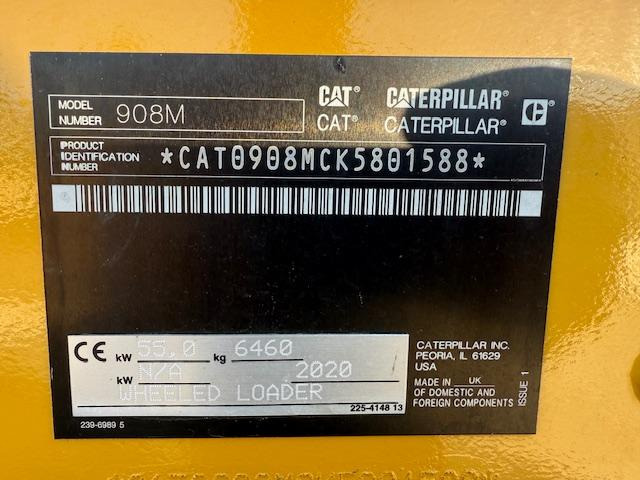 MODEL NUMBER 908M
CAT® CATERPILLAR®
CAT® CATERPILLAR®
PRODUCT IDENTIFICATION NUMBER *CAT0908MCK5801588*
CE kW 55,0 kg 6460
kW N/A 2020
WHEELED LOADER
225-4148 13
239-6989 5
CATERPILLAR INC.
PEORIA, IL 61629
USA
MADE IN UK
OF DOMESTIC AND
FOREIGN COMPONENTS
ISSUE 1